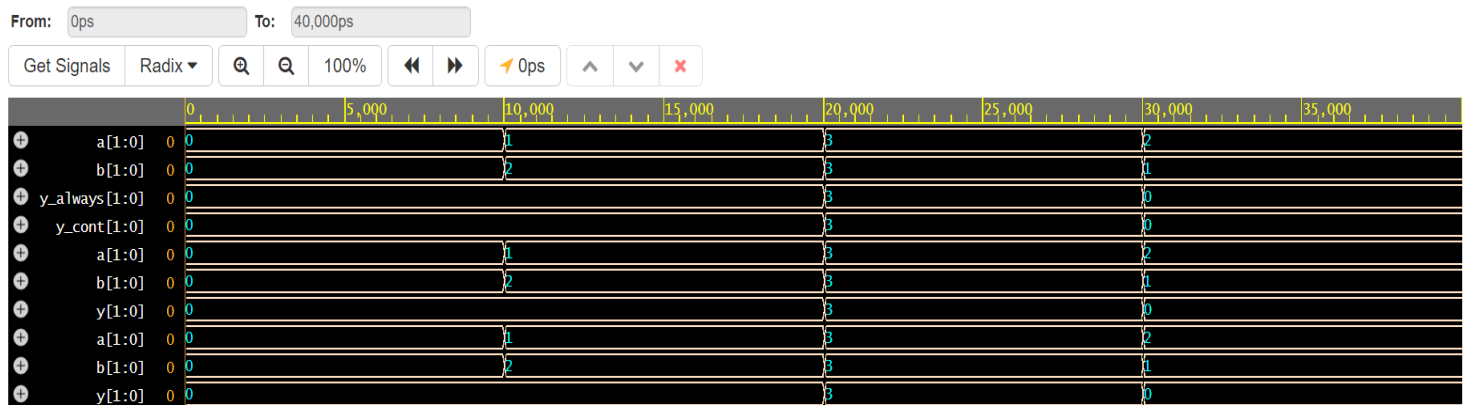 From: 0ps To: 40,000ps
Get Signals Radix 100% 0ps
0 5,000 10,000 15,000 20,000 25,000 30,000 35,000
a[1:0] 0 0 1 3 2
b[1:0] 0 0 2 3 1
y_always[1:0] 0 0 3 0
y_cont[1:0] 0 0 3 0
a[1:0] 0 0 1 3 2
b[1:0] 0 0 2 3 1
y[1:0] 0 0 3 0
a[1:0] 0 0 1 3 2
b[1:0] 0 0 2 3 1
y[1:0] 0 0 3 0